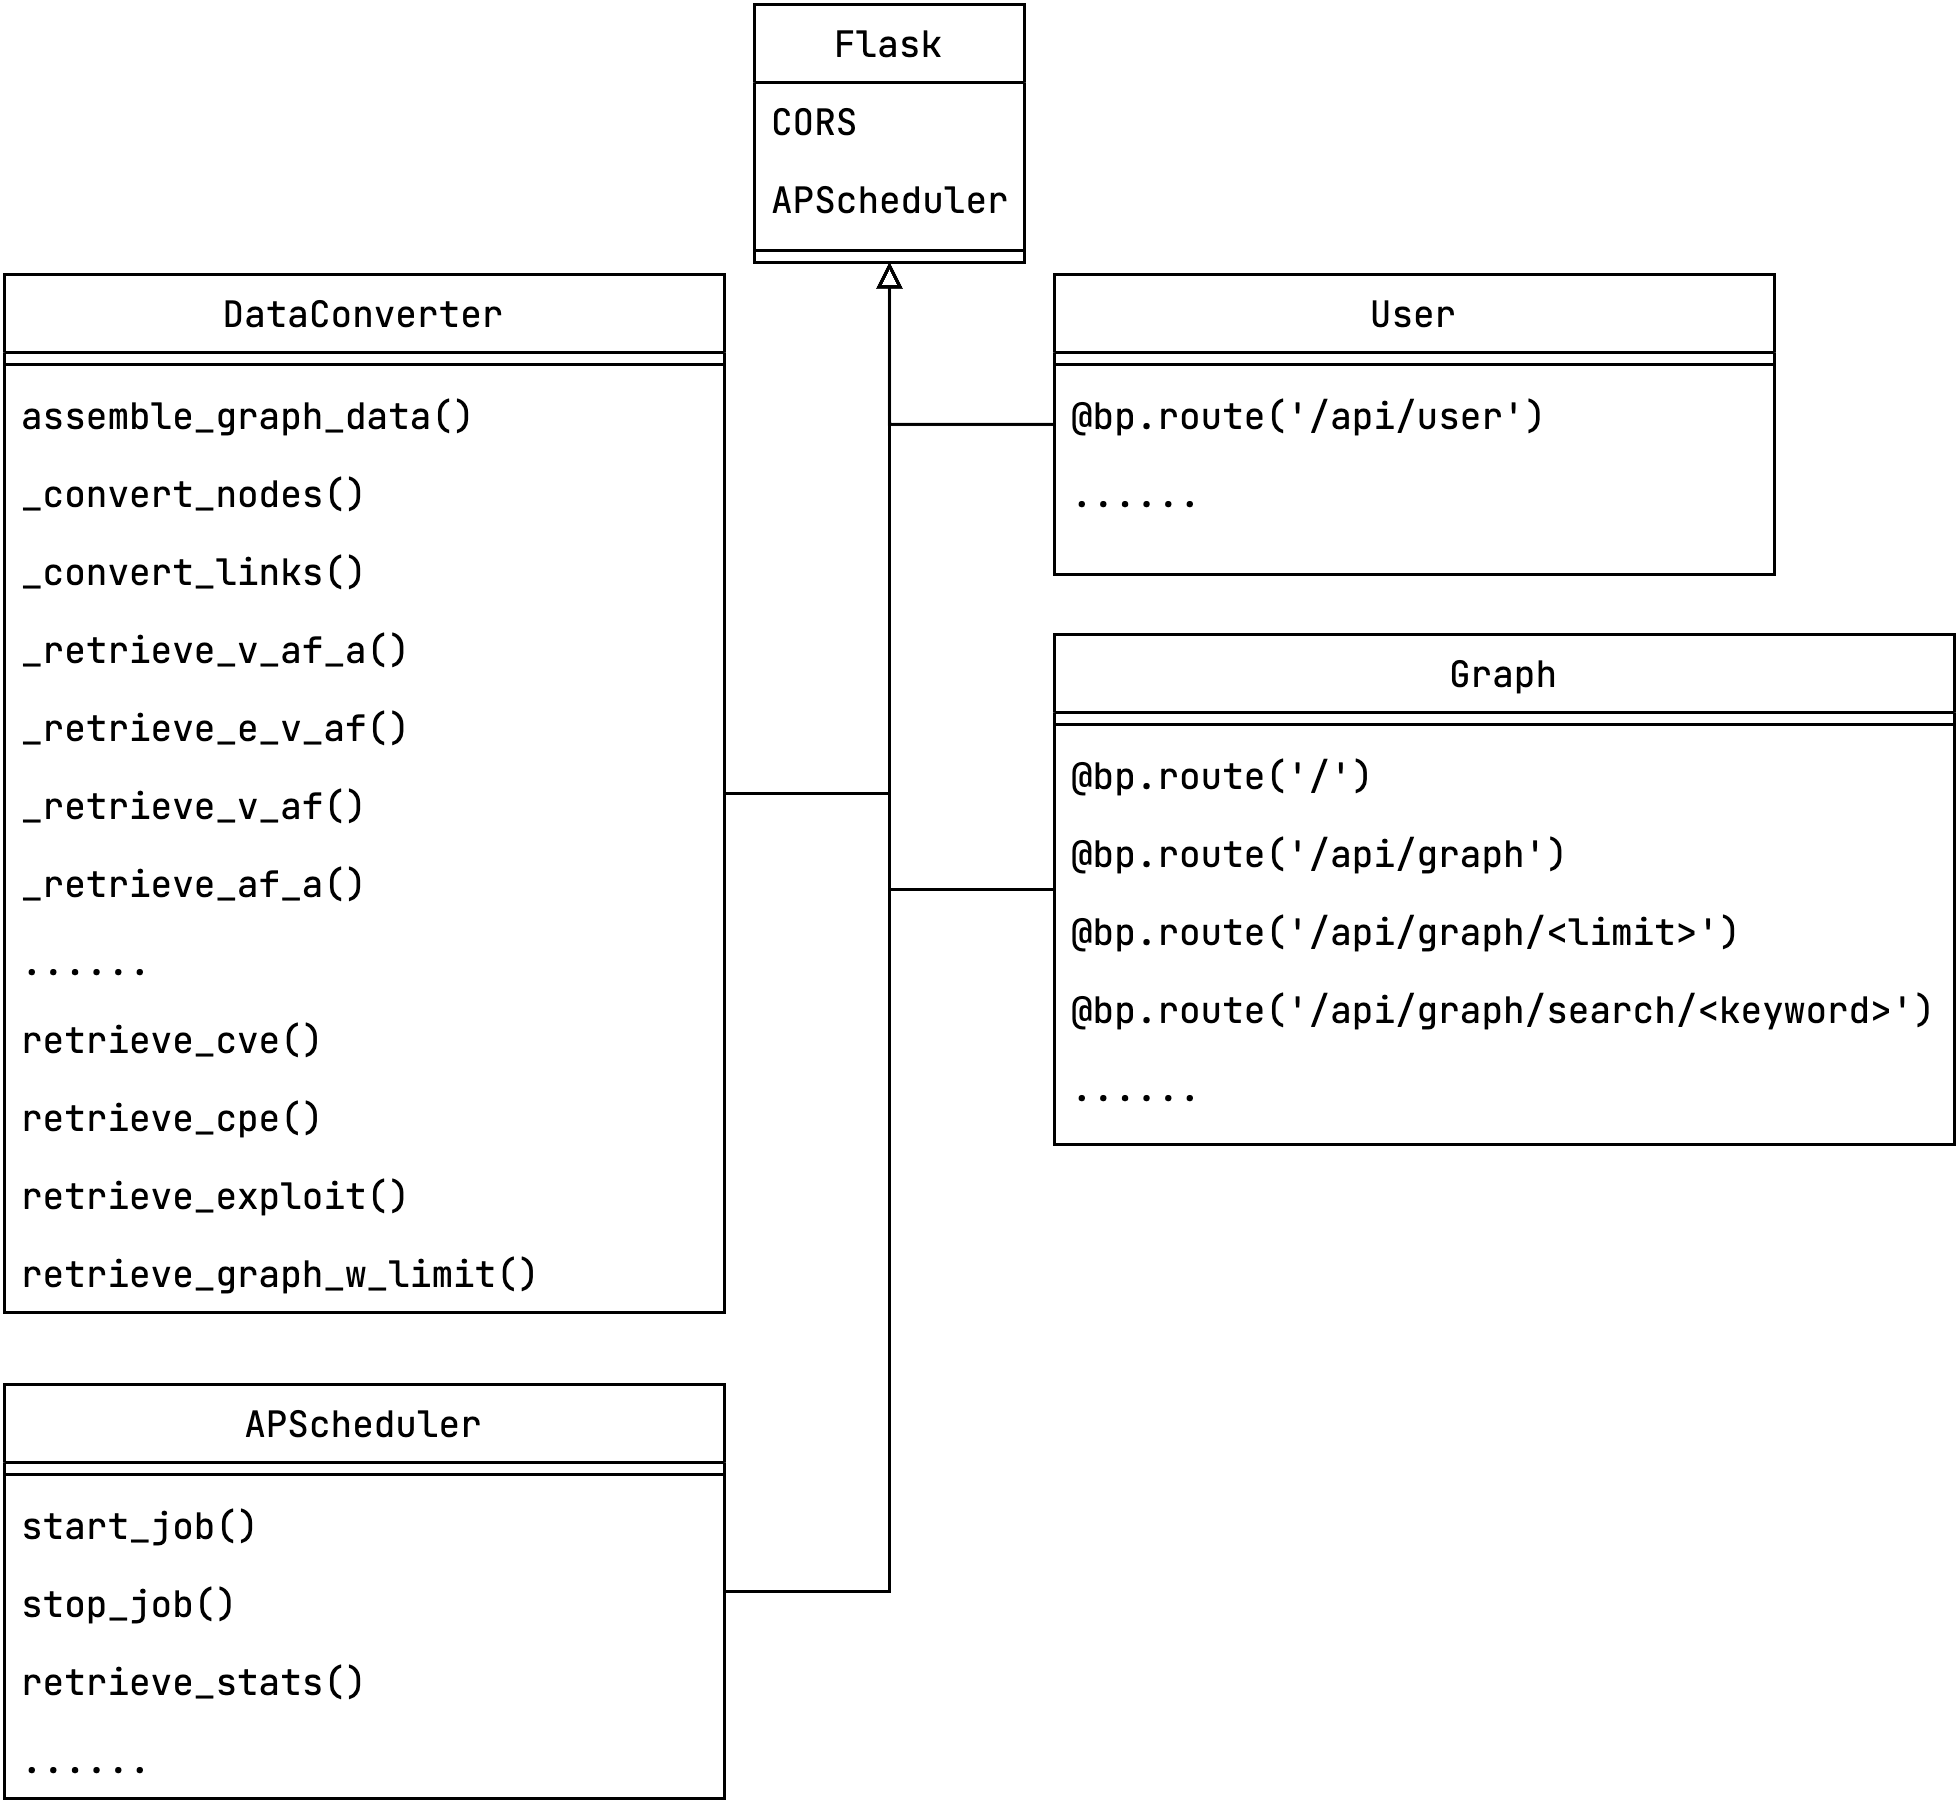 Flask
CORS
APScheduler
DataConverter
assemble_graph_data()
_convert_nodes()
_convert_links()
_retrieve_v_af_a()
_retrieve_e_v_af()
_retrieve_v_af()
_retrieve_af_a()
......
retrieve_cve()
retrieve_cpe()
retrieve_exploit()
retrieve_graph_w_limit()
User
@bp.route('/api/user')
......
Graph
@bp.route('/')
@bp.route('/api/graph')
@bp.route('/api/graph/<limit>')
@bp.route('/api/graph/search/<keyword>')
......
APScheduler
start_job()
stop_job()
retrieve_stats()
......